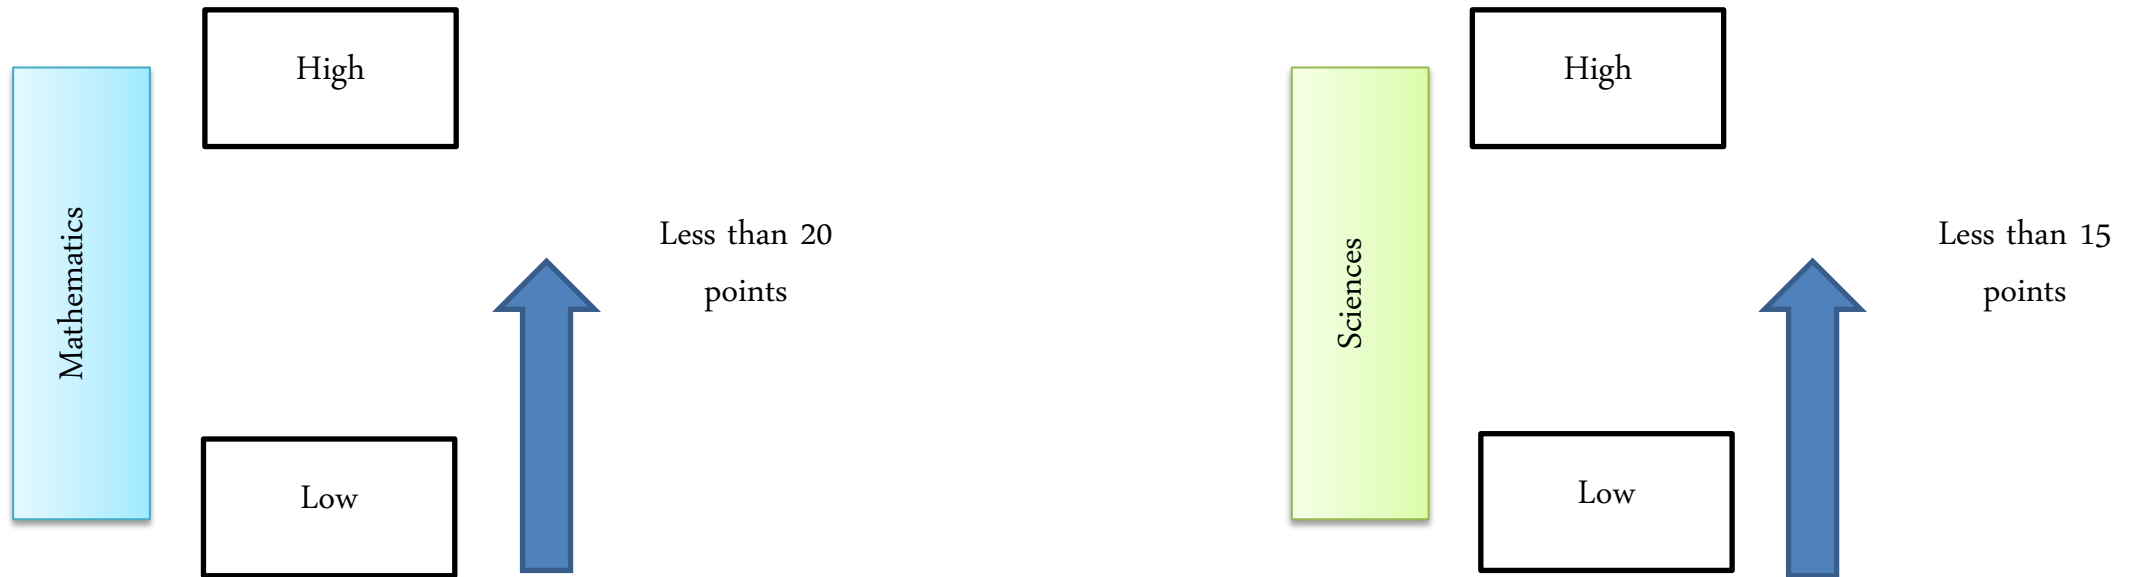 Mathematics
High
Less than 20
points
Low
Sciences
High
Less than 15
points
Low